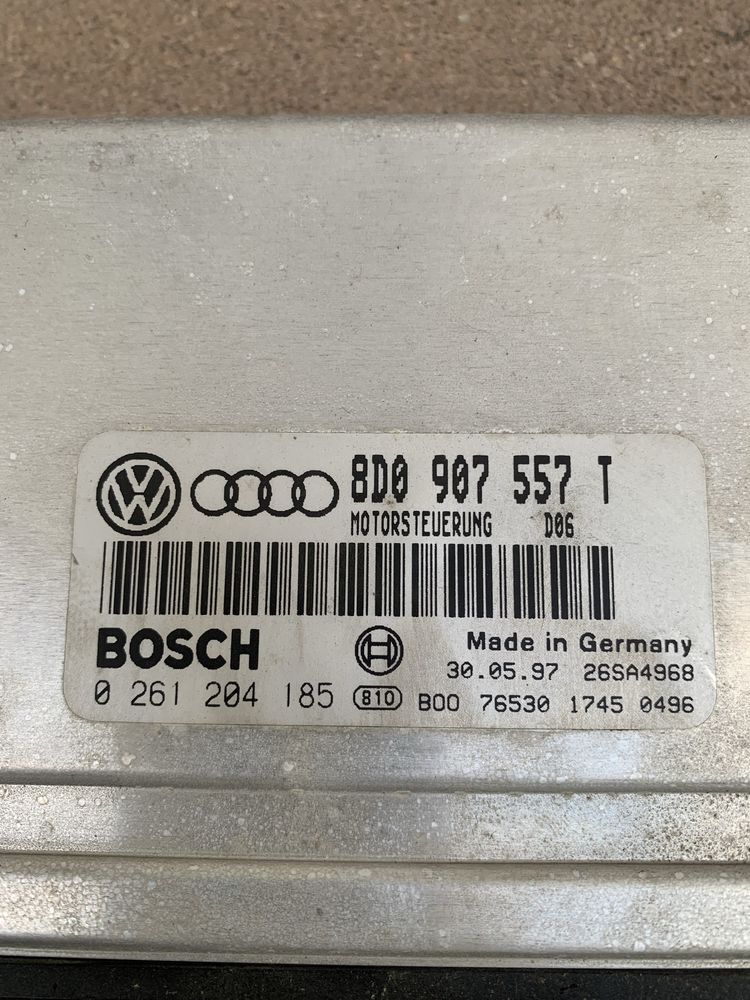 8D0 907 557 T
MOTORSTEUERUNG D06
BOSCH
Made in Germany
30.05.97 26SA4968
0 261 204 185 810 B00 76530 1745 0496